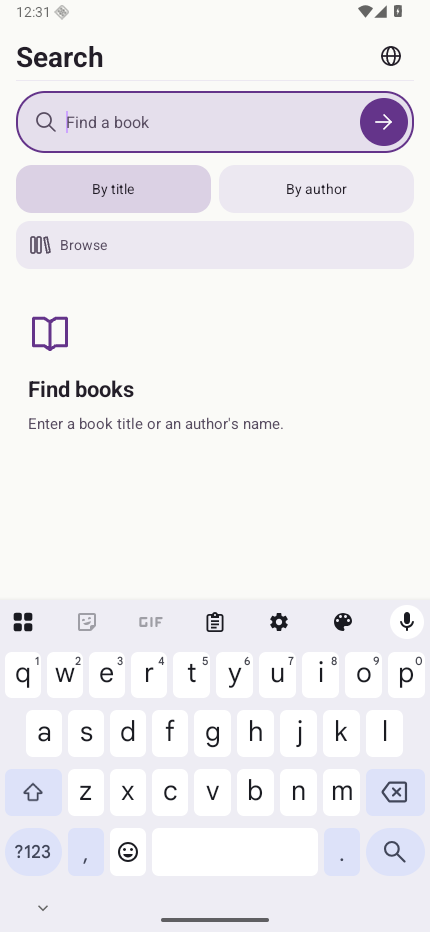 12:31
Search
Find a book
By title
By author
Browse
Find books
Enter a book title or an author's name.
GIF
q1 w2 e3 r4 t5 y6 u7 i8 o9 p0
a s d f g h j k l
z x c v b n m
?123 , .